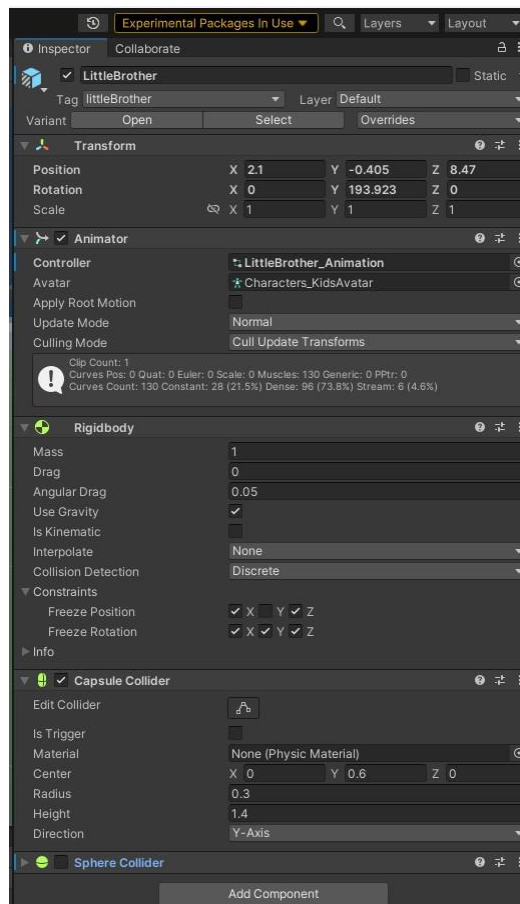 Experimental Packages In Use ▼ Layers Layout
Inspector Collaborate
LittleBrother Static
Tag littleBrother Layer Default
Variant Open Select Overrides
Transform
Position X 2.1 Y -0.405 Z 8.47
Rotation X 0 Y 193.923 Z 0
Scale X 1 Y 1 Z 1
Animator
Controller LittleBrother_Animation
Avatar Characters_KidsAvatar
Apply Root Motion
Update Mode Normal
Culling Mode Cull Update Transforms
Clip Count: 1
Curves Pos: 0 Quat: 0 Euler: 0 Scale: 0 Muscles: 130 Generic: 0 PPtr: 0
Curves Count: 130 Constant: 28 (21.5%) Dense: 96 (73.8%) Stream: 6 (4.6%)
Rigidbody
Mass 1
Drag 0
Angular Drag 0.05
Use Gravity
Is Kinematic
Interpolate None
Collision Detection Discrete
Constraints
Freeze Position X Y Z
Freeze Rotation X Y Z
Info
Capsule Collider
Edit Collider
Is Trigger
Material None (Physic Material)
Center X 0 Y 0.6 Z 0
Radius 0.3
Height 1.4
Direction Y-Axis
Sphere Collider
Add Component